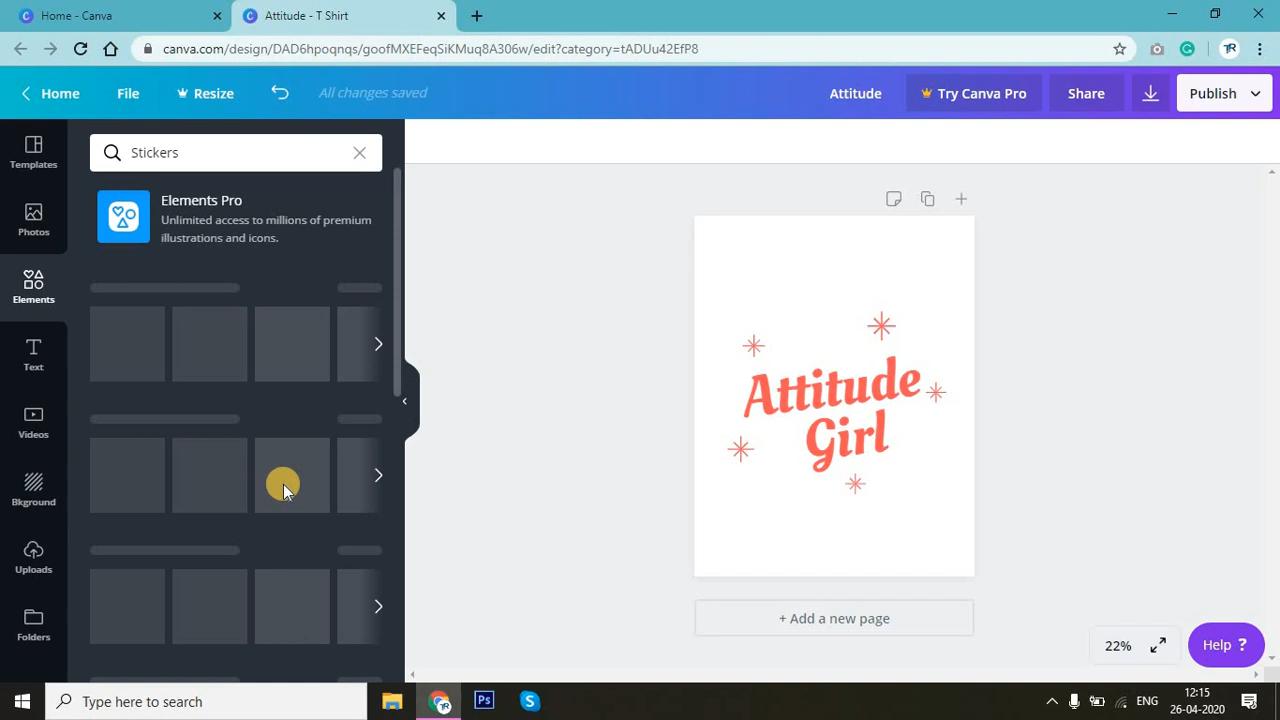 Home - Canva
Attitude - T Shirt
canva.com/design/DAD6hpoqnqs/goofMXEFeqSiKMuq8A306w/edit?category=tADUu42EfP8
Home
File
Resize
All changes saved
Attitude
Try Canva Pro
Share
Publish
Templates
Photos
Elements
Text
Videos
Bkground
Uploads
Folders
Stickers
Elements Pro
Unlimited access to millions of premium
illustrations and icons.
Attitude
Girl
+ Add a new page
22%
Help ?
Type here to search
Ps
ENG
12:15
26-04-2020